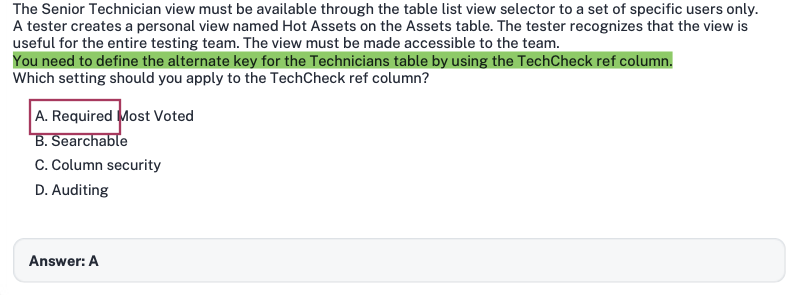 The Senior Technician view must be available through the table list view selector to a set of specific users only.
A tester creates a personal view named Hot Assets on the Assets table. The tester recognizes that the view is
useful for the entire testing team. The view must be made accessible to the team.
You need to define the alternate key for the Technicians table by using the TechCheck ref column.
Which setting should you apply to the TechCheck ref column?
A. Required Most Voted
B. Searchable
C. Column security
D. Auditing
Answer: A